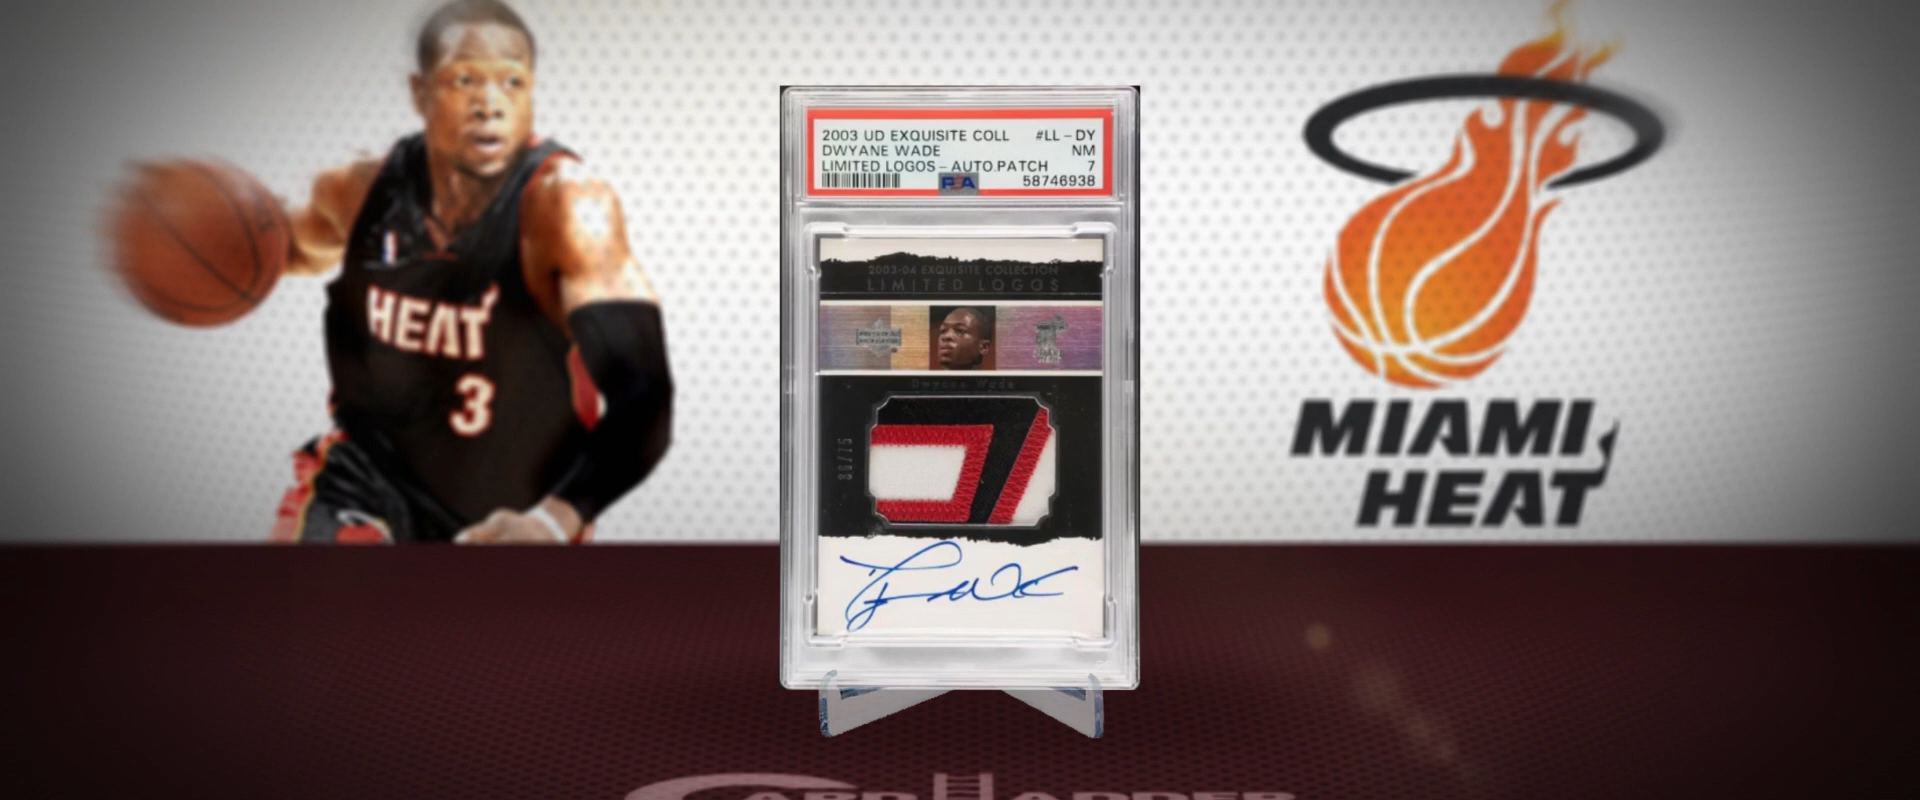 2003 UD EXQUISITE COLL #LL-DY
DWYANE WADE NM
LIMITED LOGOS-AUTO.PATCH 7
PSA 58746938
2003-04 EXQUISITE COLLECTION
LIMITED LOGOS
Dwyane Wade
HEAT
3
MIAMI
HEAT